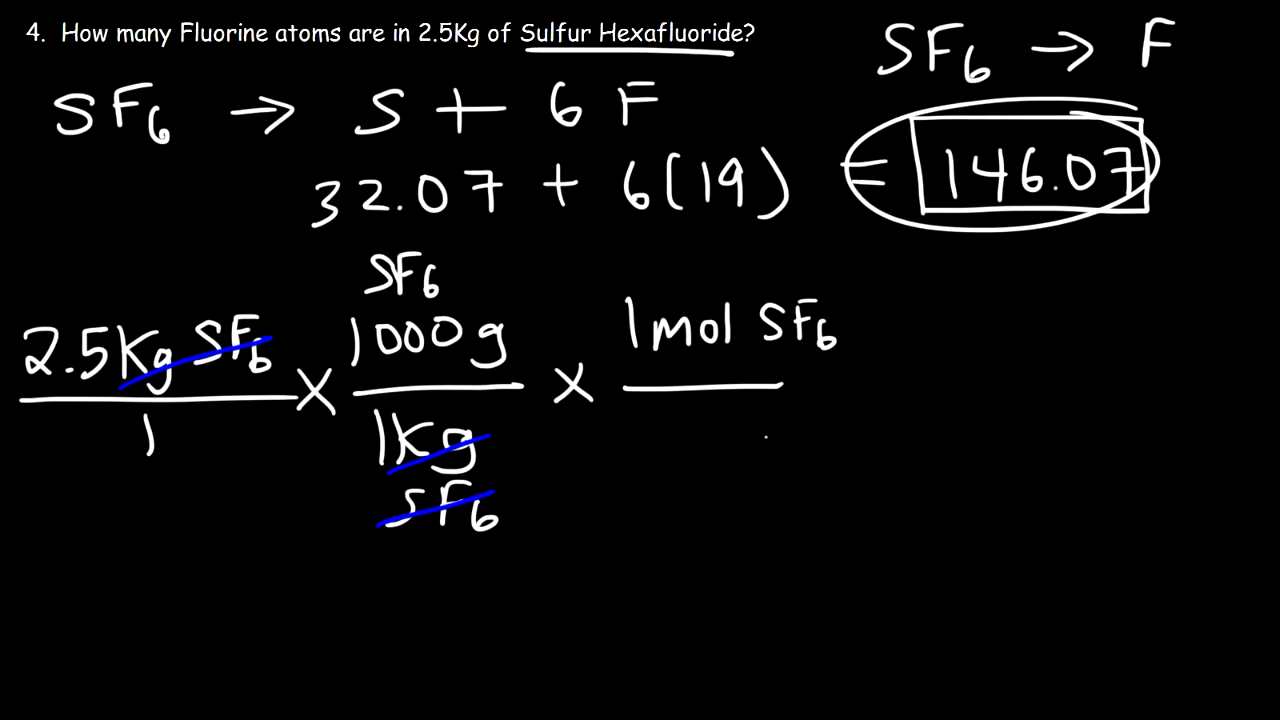 4. How many Fluorine atoms are in 2.5Kg of Sulfur Hexafluoride?
SF6 → F
SF6 → S + 6 F
32.07 + 6(19) = 146.07
SF6
2.5Kg SF6 × 1000g × 1mol SF6
1 1Kg
SF6